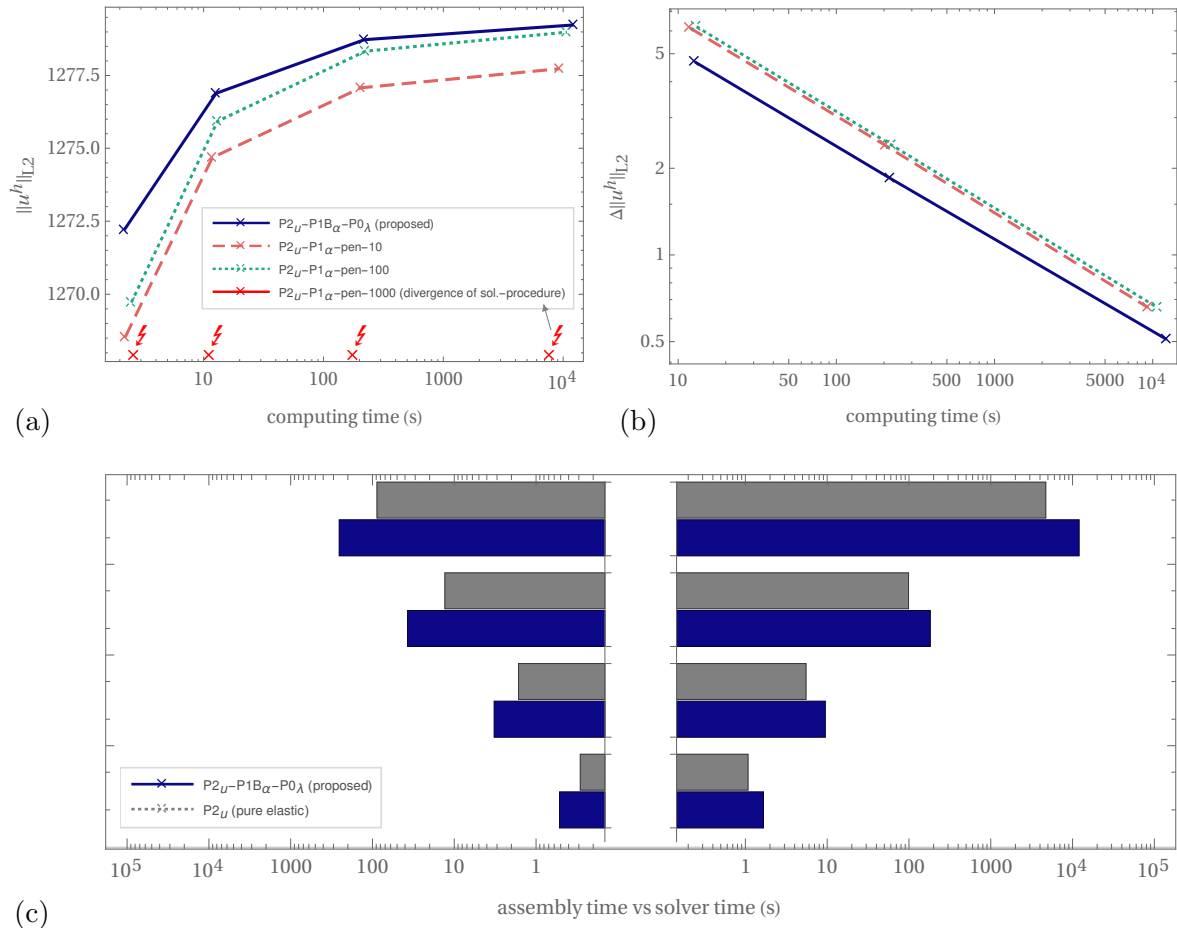 1277.5
1275.0
1272.5
1270.0
||u^h||_L2
P2_u–P1B_α–P0_λ (proposed)
P2_u–P1_α–pen–10
P2_u–P1_α–pen–100
P2_u–P1_α–pen–1000 (divergence of sol.–procedure)
10 100 1000 10^4
computing time (s)
(a)
5
2
1
0.5
Δ||u^h||_L2
10 50 100 500 1000 5000 10^4
computing time (s)
(b)
P2_u–P1B_α–P0_λ (proposed)
P2_u (pure elastic)
10^5 10^4 1000 100 10 1 1 10 100 1000 10^4 10^5
assembly time vs solver time (s)
(c)